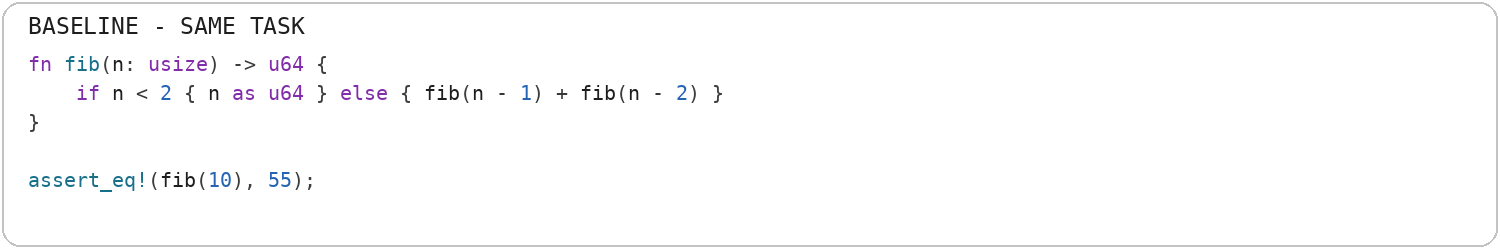 BASELINE - SAME TASK
fn fib(n: usize) -> u64 {
    if n < 2 { n as u64 } else { fib(n - 1) + fib(n - 2) }
}
assert_eq!(fib(10), 55);